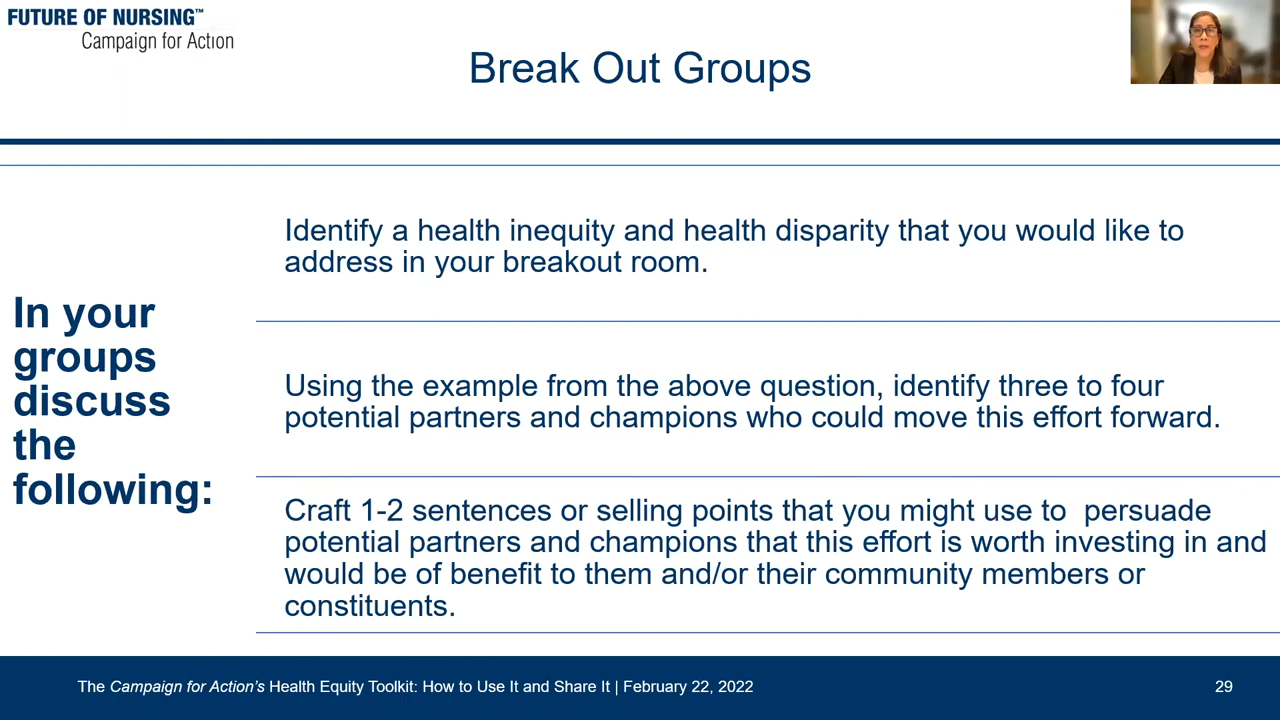 FUTURE OF NURSING™
Campaign for Action
Break Out Groups
In your
groups
discuss
the
following:
Identify a health inequity and health disparity that you would like to
address in your breakout room.
Using the example from the above question, identify three to four
potential partners and champions who could move this effort forward.
Craft 1-2 sentences or selling points that you might use to  persuade
potential partners and champions that this effort is worth investing in and
would be of benefit to them and/or their community members or
constituents.
The Campaign for Action's Health Equity Toolkit: How to Use It and Share It | February 22, 2022
29